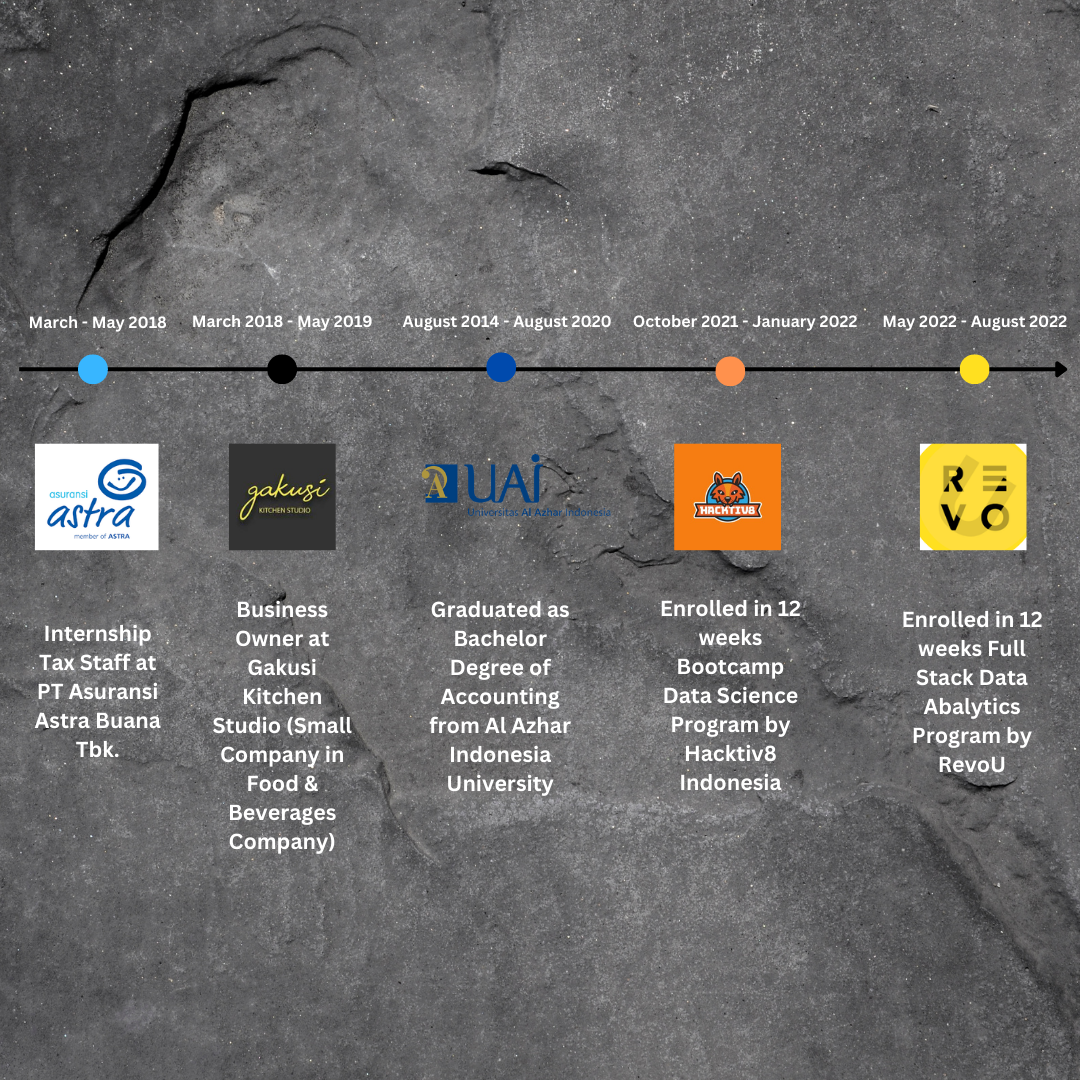 March - May 2018
March 2018 - May 2019
August 2014 - August 2020
October 2021 - January 2022
May 2022 - August 2022
asuransi
astra
member of ASTRA
gakusi
KITCHEN STUDIO
A
UAI
Universitas Al Azhar Indonesia
HACKTIV8
R E
V O
Internship
Tax Staff at
PT Asuransi
Astra Buana
Tbk.
Business
Owner at
Gakusi
Kitchen
Studio (Small
Company in
Food &
Beverages
Company)
Graduated as
Bachelor
Degree of
Accounting
from Al Azhar
Indonesia
University
Enrolled in 12
weeks
Bootcamp
Data Science
Program by
Hacktiv8
Indonesia
Enrolled in 12
weeks Full
Stack Data
Abalytics
Program by
RevoU